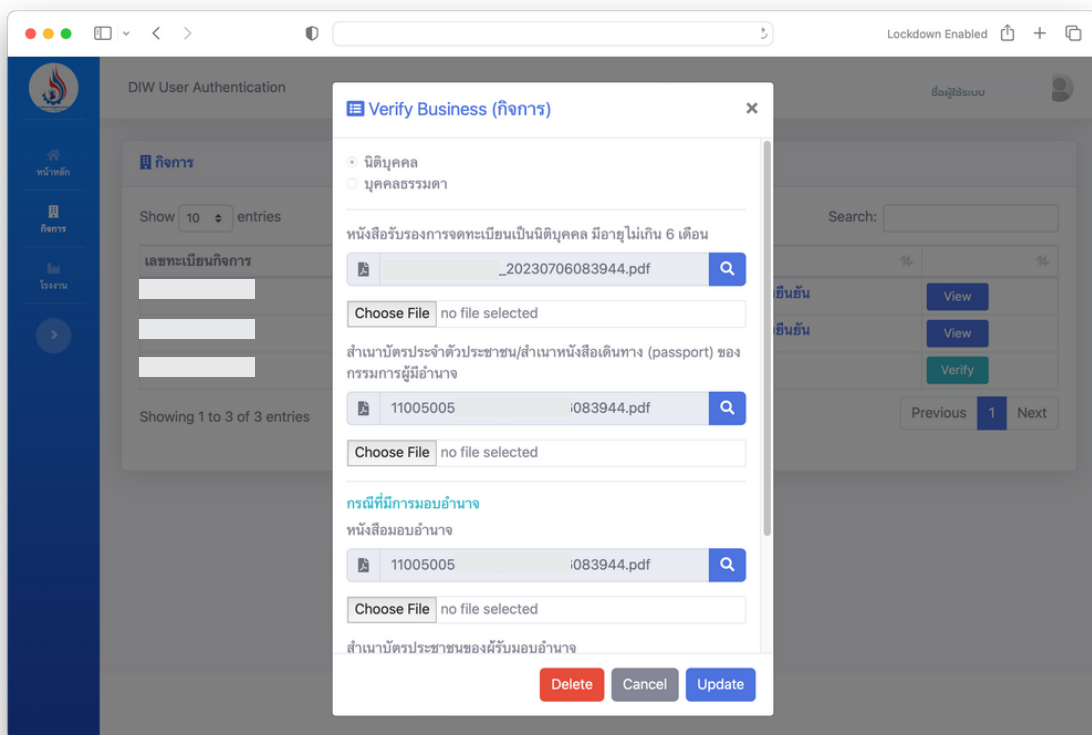 Lockdown Enabled
DIW User Authentication
ชื่อผู้ใช้ระบบ
หน้าหลัก
กิจการ
โรงงาน
กิจการ
Show 10 entries
Search:
เลขทะเบียนกิจการ
ยืนยัน
View
ยืนยัน
View
Verify
Showing 1 to 3 of 3 entries
Previous 1 Next
Verify Business (กิจการ)
×
นิติบุคคล
บุคคลธรรมดา
หนังสือรับรองการจดทะเบียนเป็นนิติบุคคล มีอายุไม่เกิน 6 เดือน
_20230706083944.pdf
Choose File no file selected
สำเนาบัตรประจำตัวประชาชน/สำเนาหนังสือเดินทาง (passport) ของ
กรรมการผู้มีอำนาจ
11005005 083944.pdf
Choose File no file selected
กรณีที่มีการมอบอำนาจ
หนังสือมอบอำนาจ
11005005 083944.pdf
Choose File no file selected
สำเนาบัตรประชาชนของผู้รับมอบอำนาจ
Delete Cancel Update